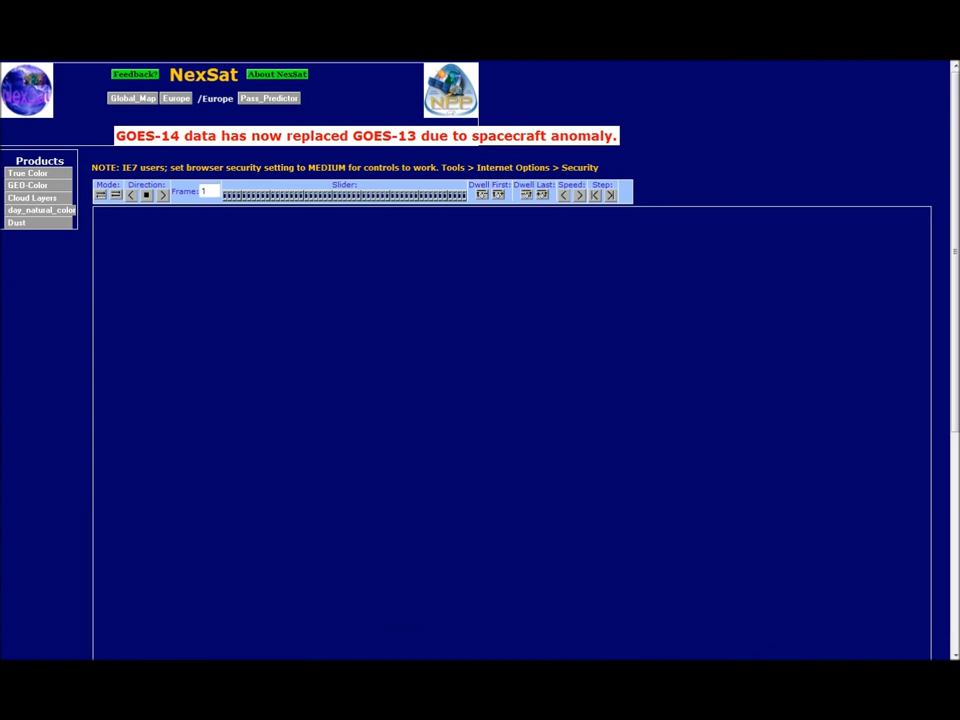 NexSat
Feedback? NexSat About NexSat
NPP
Global_Map Europe /Europe Pass_Predictor
GOES-14 data has now replaced GOES-13 due to spacecraft anomaly.
Products
True Color
GEO-Color
Cloud Layers
day_natural_color
Dust
NOTE: IE7 users; set browser security setting to MEDIUM for controls to work. Tools > Internet Options > Security
Mode: Direction: Slider: Dwell First: Dwell Last: Speed: Step:
Frame: 1